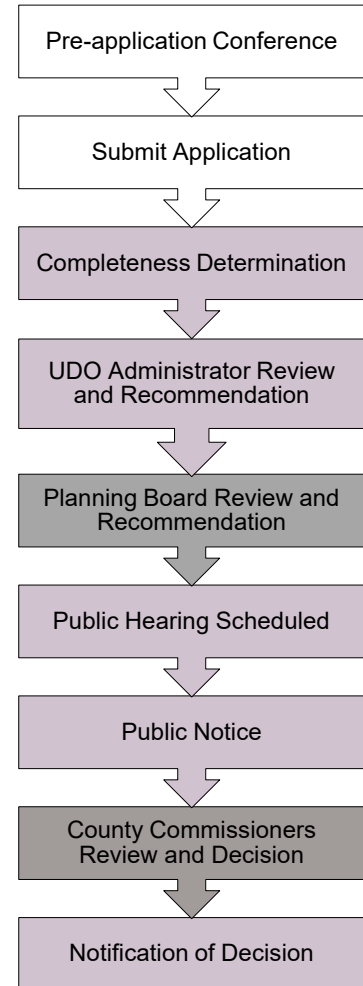 Pre-application Conference
Submit Application
Completeness Determination
UDO Administrator Review
and Recommendation
Planning Board Review and
Recommendation
Public Hearing Scheduled
Public Notice
County Commissioners
Review and Decision
Notification of Decision